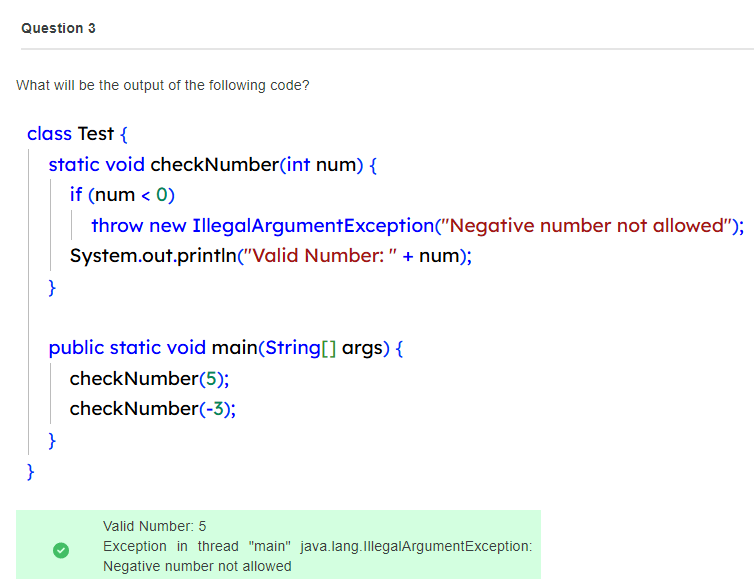 Question 3
What will be the output of the following code?
class Test {
static void checkNumber(int num) {
if (num < 0)
throw new IllegalArgumentException("Negative number not allowed");
System.out.println("Valid Number: " + num);
}
public static void main(String[] args) {
checkNumber(5);
checkNumber(-3);
}
}
Valid Number: 5
Exception in thread "main" java.lang.IllegalArgumentException:
Negative number not allowed